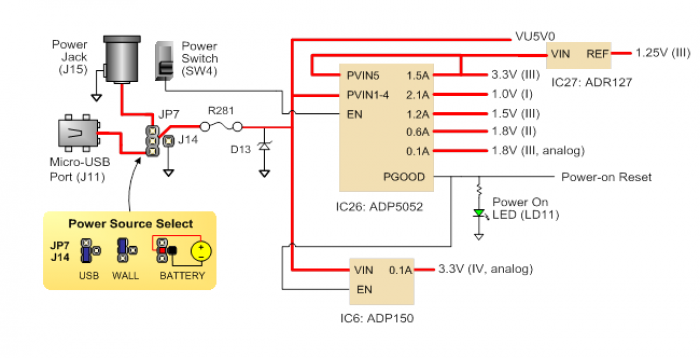 Power
Jack
(J15)
Power
Switch
(SW4)
VU5V0
VIN REF
1.25V (III)
IC27: ADR127
PVIN5 1.5A
3.3V (III)
PVIN1-4 2.1A
1.0V (I)
EN 1.2A
1.5V (III)
0.6A
1.8V (II)
0.1A
1.8V (III, analog)
PGOOD
Power-on Reset
IC26: ADP5052
JP7
R281
J14
D13
Micro-USB
Port (J11)
Power On
LED (LD11)
Power Source Select
JP7
J14
USB WALL BATTERY
VIN 0.1A
3.3V (IV, analog)
EN
IC6: ADP150